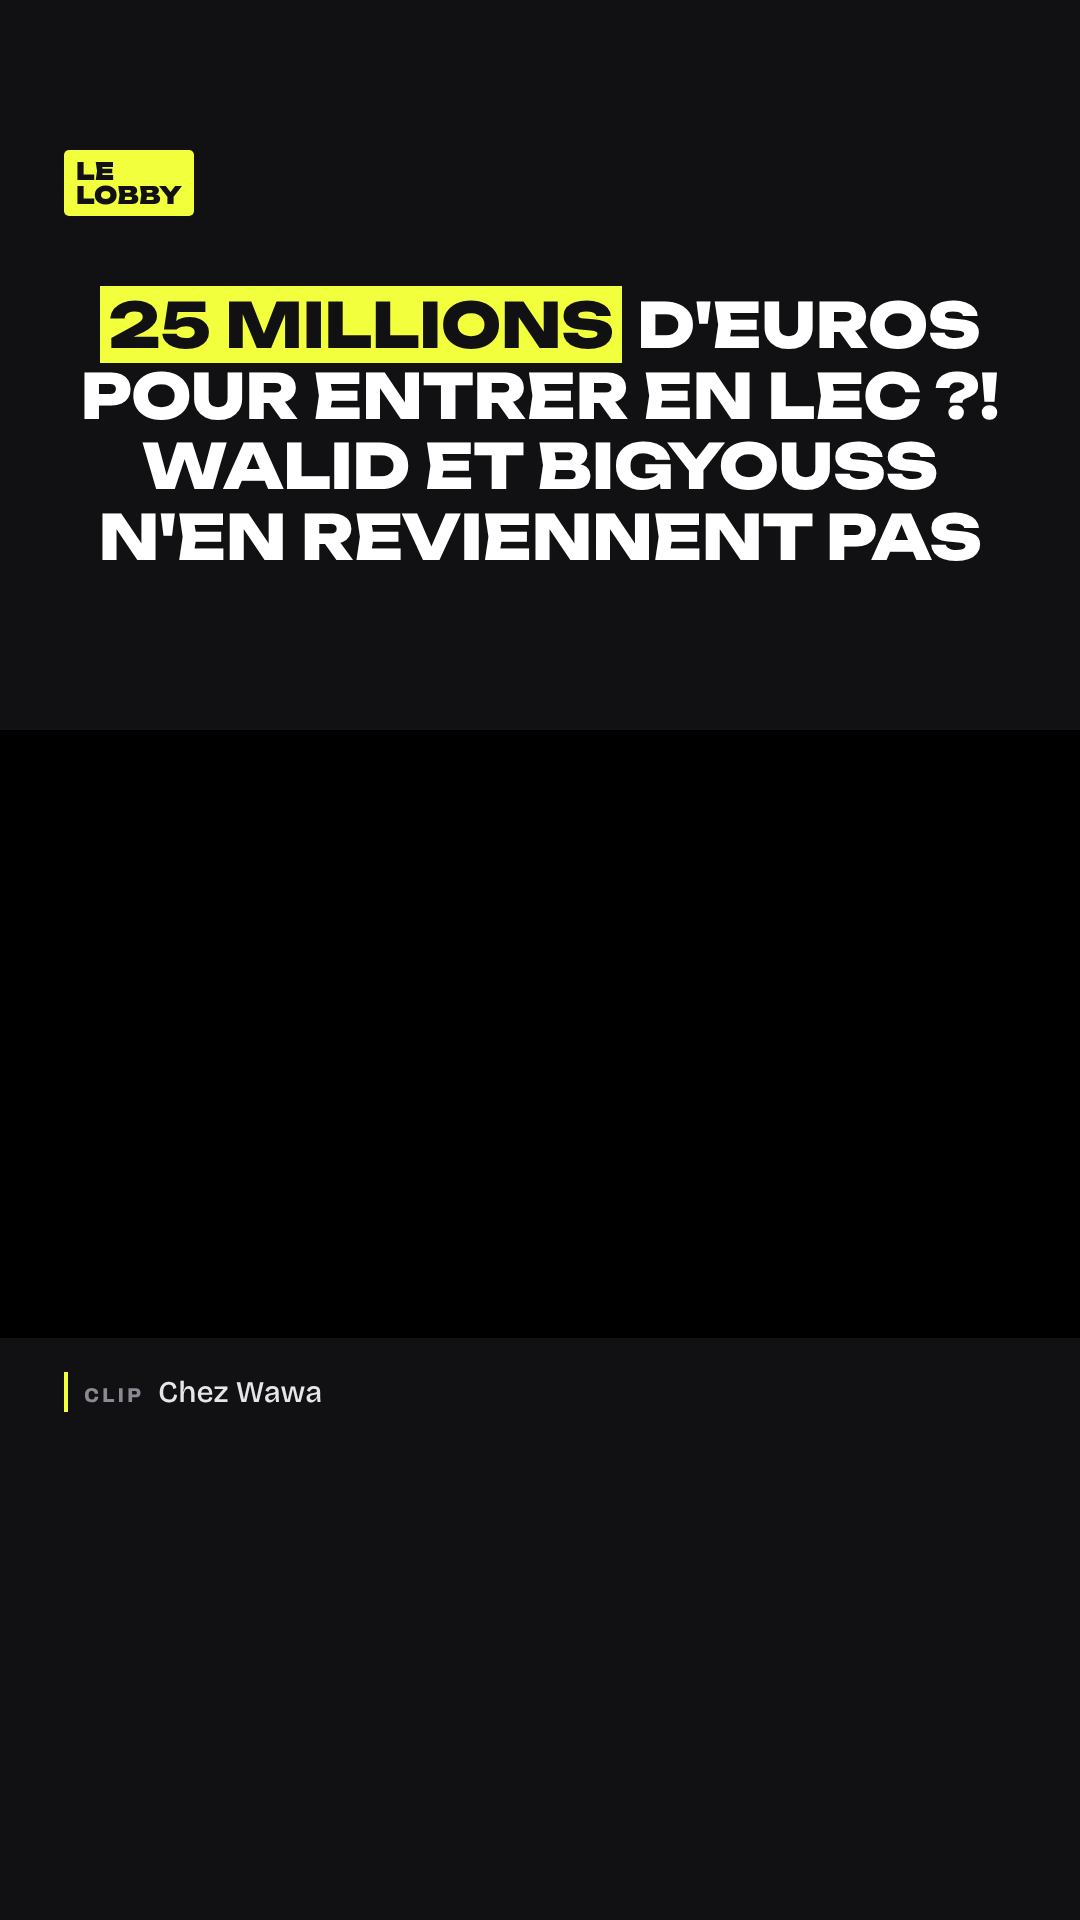 LE
LOBBY
25 MILLIONS D'EUROS
POUR ENTRER EN LEC ?!
WALID ET BIGYOUSS
N'EN REVIENNENT PAS
CLIP Chez Wawa